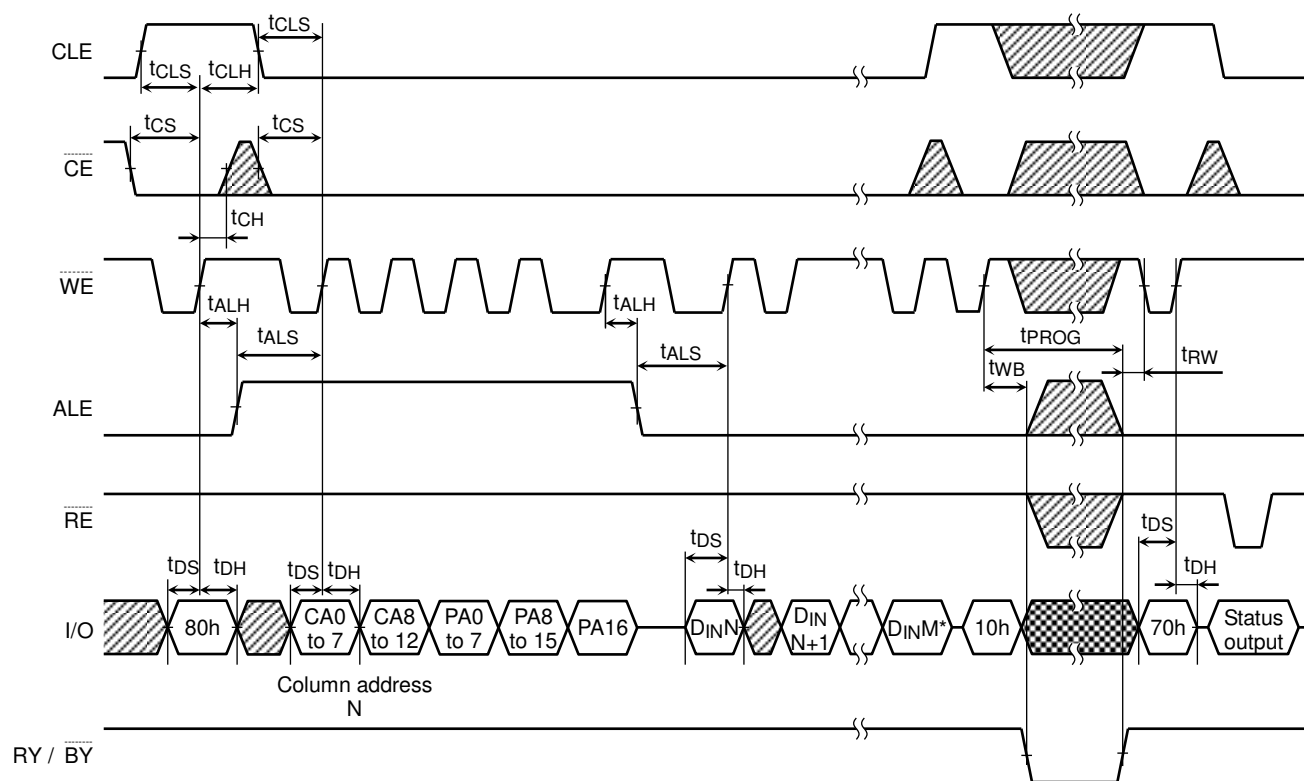 tCLS
CLE
tCLS
tCLH
tCS
tCS
CE
tCH
WE
tALH
tALH
tALS
tALS
tPROG
tRW
tWB
ALE
RE
tDS
tDH
tDS
tDH
tDS
tDH
tDS
tDH
I/O
80h
CA0
to 7
CA8
to 12
PA0
to 7
PA8
to 15
PA16
DINN
DIN
N+1
DINM*
10h
70h
Status
output
Column address
N
RY / BY